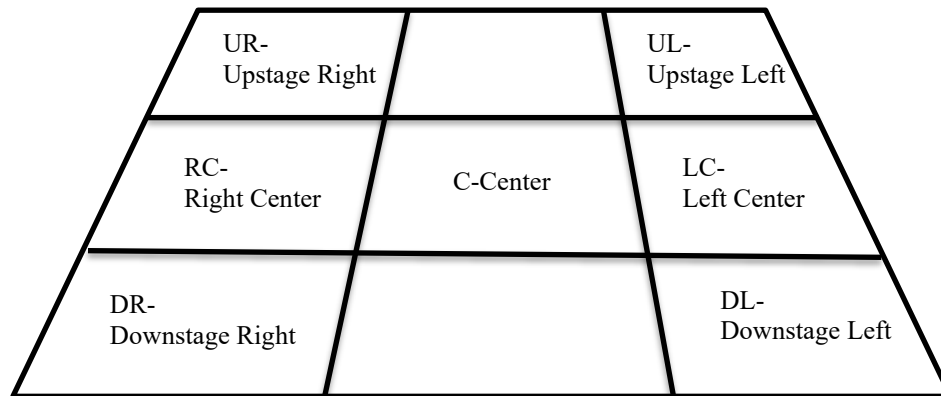 UR-
Upstage Right
UL-
Upstage Left
RC-
Right Center
C-Center
LC-
Left Center
DR-
Downstage Right
DL-
Downstage Left